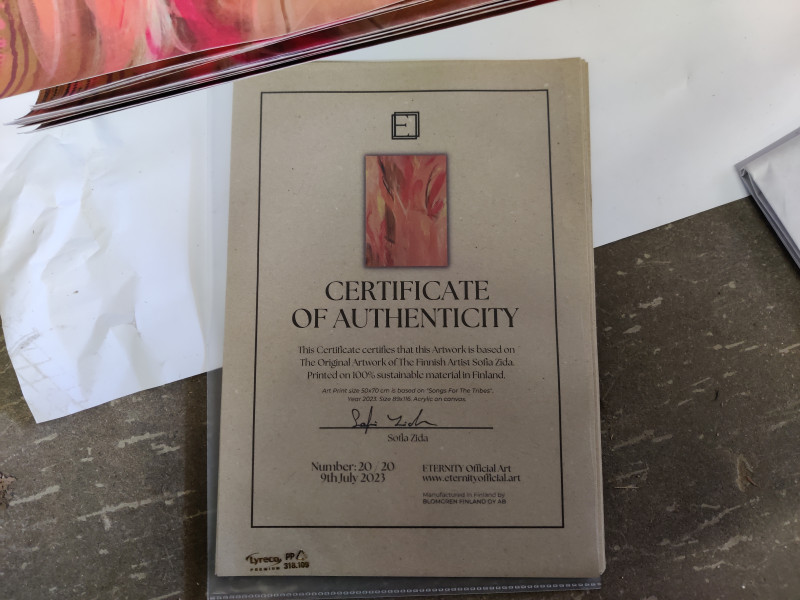 E
CERTIFICATE
OF AUTHENTICITY
This Certificate certifies that this Artwork is based on
The Original Artwork of The Finnish Artist Sofia Zida.
Printed on 100% sustainable material in Finland.
Art Print size 50x70 cm is based on "Songs For The Tribes".
Year 2023. Size 89x116. Acrylic on canvas.
Sofia Zida
Number: 20 / 20
9th July 2023
ETERNITY Official Art
www.eternityofficial.art
Manufactured in Finland by
BLOMGREN FINLAND OY AB
Lyreco
PREMIUM
PP
318.105